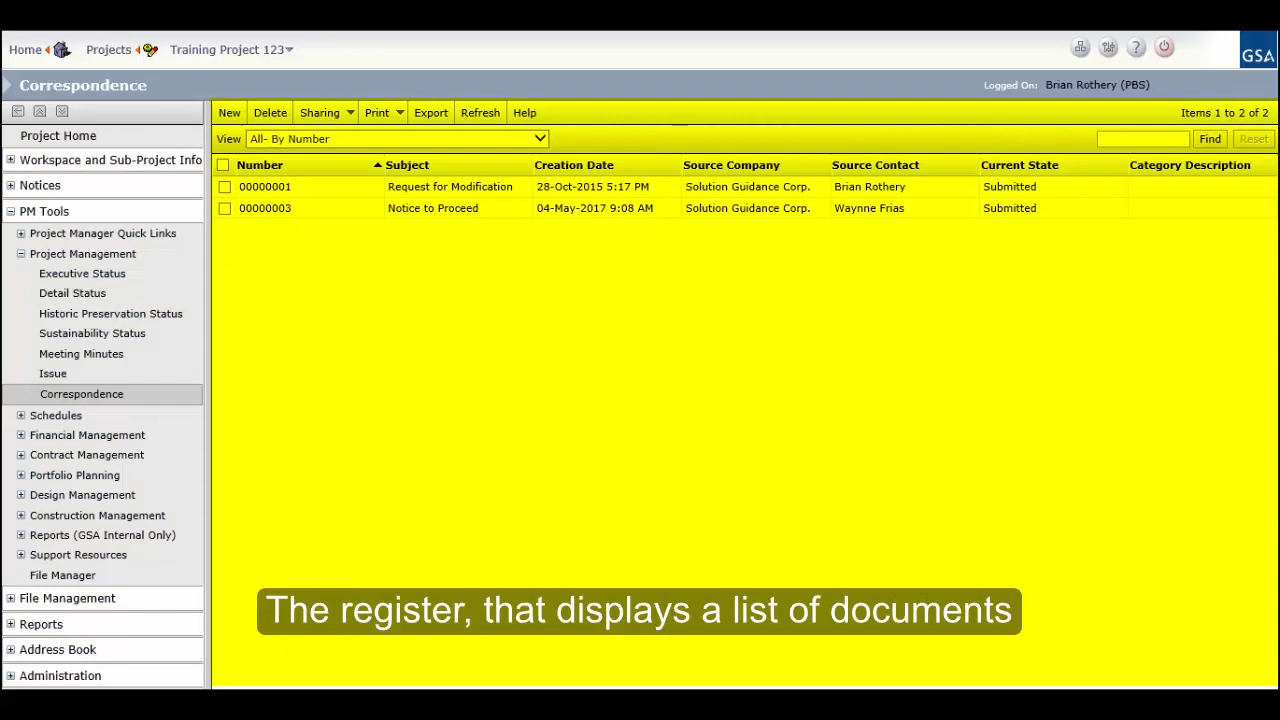 Home Projects Training Project 123
GSA
Correspondence Logged On: Brian Rothery (PBS)
New Delete Sharing Print Export Refresh Help Items 1 to 2 of 2
View All- By Number Find Reset
Number Subject Creation Date Source Company Source Contact Current State Category Description
00000001 Request for Modification 28-Oct-2015 5:17 PM Solution Guidance Corp. Brian Rothery Submitted
00000003 Notice to Proceed 04-May-2017 9:08 AM Solution Guidance Corp. Waynne Frias Submitted
Project Home
Workspace and Sub-Project Info
Notices
PM Tools
Project Manager Quick Links
Project Management
Executive Status
Detail Status
Historic Preservation Status
Sustainability Status
Meeting Minutes
Issue
Correspondence
Schedules
Financial Management
Contract Management
Portfolio Planning
Design Management
Construction Management
Reports (GSA Internal Only)
Support Resources
File Manager
File Management
Reports
Address Book
Administration
The register, that displays a list of documents